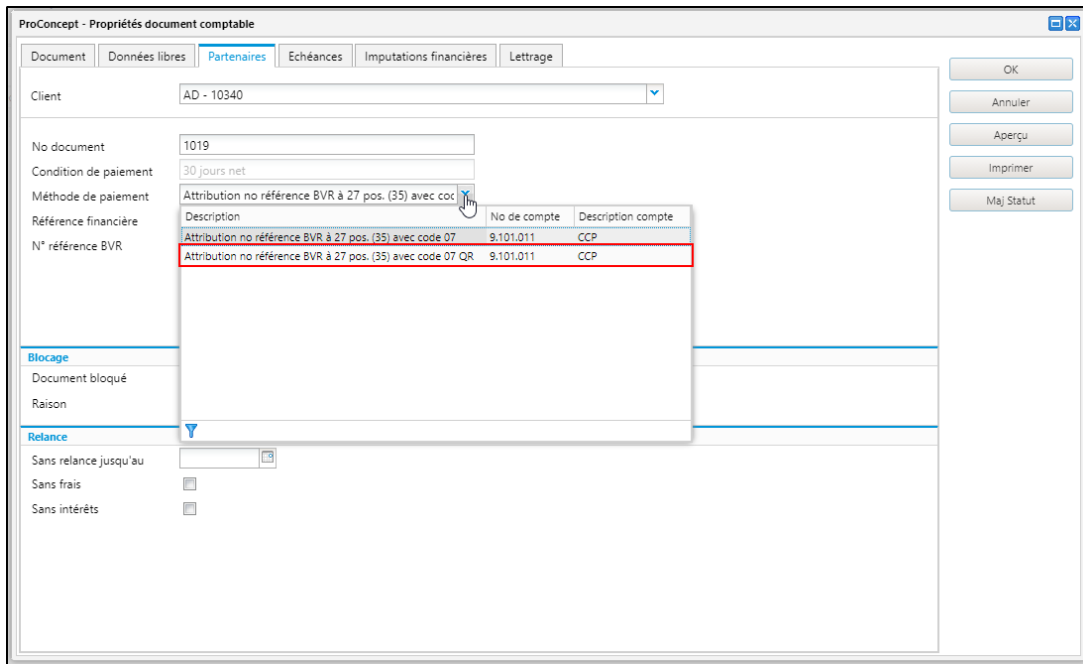 ProConcept - Propriétés document comptable
Document Données libres Partenaires Echéances Imputations financières Lettrage
OK
Client AD - 10340
Annuler
Aperçu
No document 1019
Condition de paiement 30 jours net
Imprimer
Méthode de paiement Attribution no référence BVR à 27 pos. (35) avec coc
Maj Statut
Référence financière
Description No de compte Description compte
N° référence BVR
Attribution no référence BVR à 27 pos. (35) avec code 07 9.101.011 CCP
Attribution no référence BVR à 27 pos. (35) avec code 07 QR 9.101.011 CCP
Blocage
Document bloqué
Raison
Relance
Sans relance jusqu'au
Sans frais
Sans intérêts